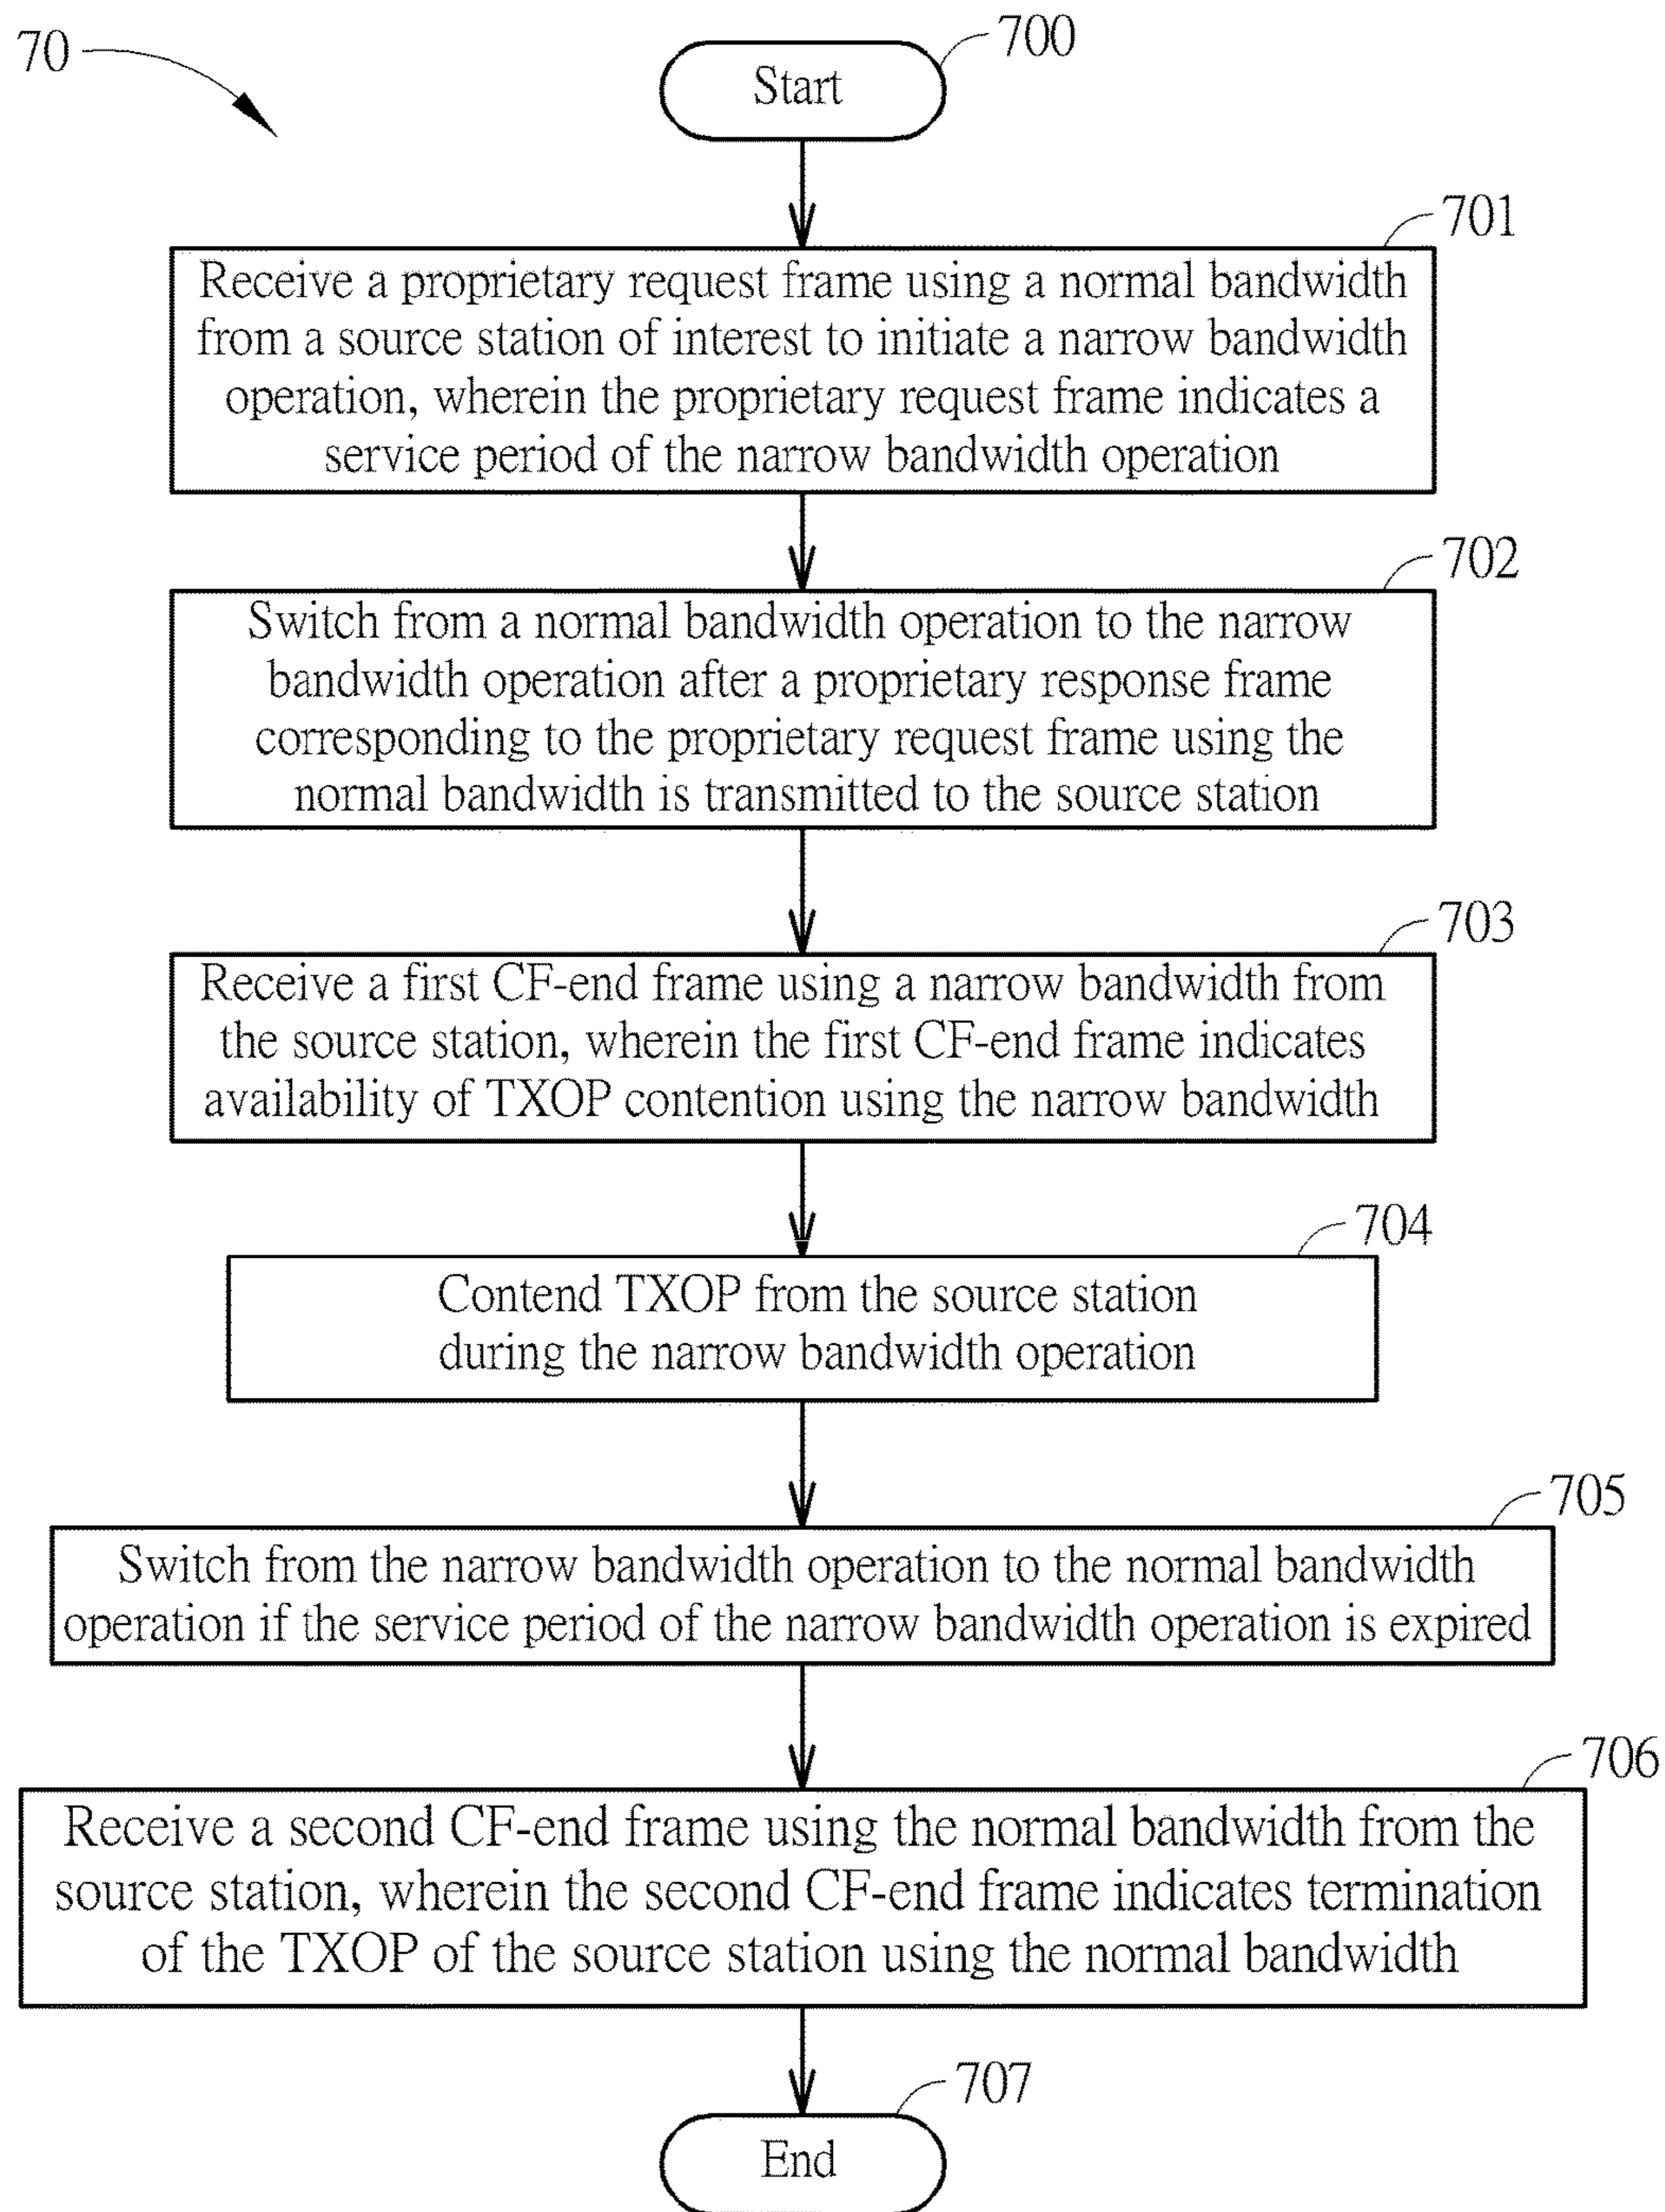 70
700
Start
701
Receive a proprietary request frame using a normal bandwidth
from a source station of interest to initiate a narrow bandwidth
operation, wherein the proprietary request frame indicates a
service period of the narrow bandwidth operation
702
Switch from a normal bandwidth operation to the narrow
bandwidth operation after a proprietary response frame
corresponding to the proprietary request frame using the
normal bandwidth is transmitted to the source station
703
Receive a first CF-end frame using a narrow bandwidth from
the source station, wherein the first CF-end frame indicates
availability of TXOP contention using the narrow bandwidth
704
Contend TXOP from the source station
during the narrow bandwidth operation
705
Switch from the narrow bandwidth operation to the normal bandwidth
operation if the service period of the narrow bandwidth operation is expired
706
Receive a second CF-end frame using the normal bandwidth from the
source station, wherein the second CF-end frame indicates termination
of the TXOP of the source station using the normal bandwidth
707
End